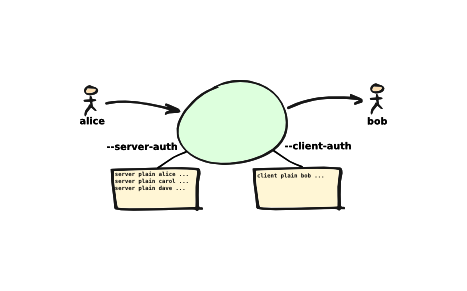 alice
bob
--server-auth
--client-auth
server plain alice ...
server plain carol ...
server plain dave ...
client plain bob ...